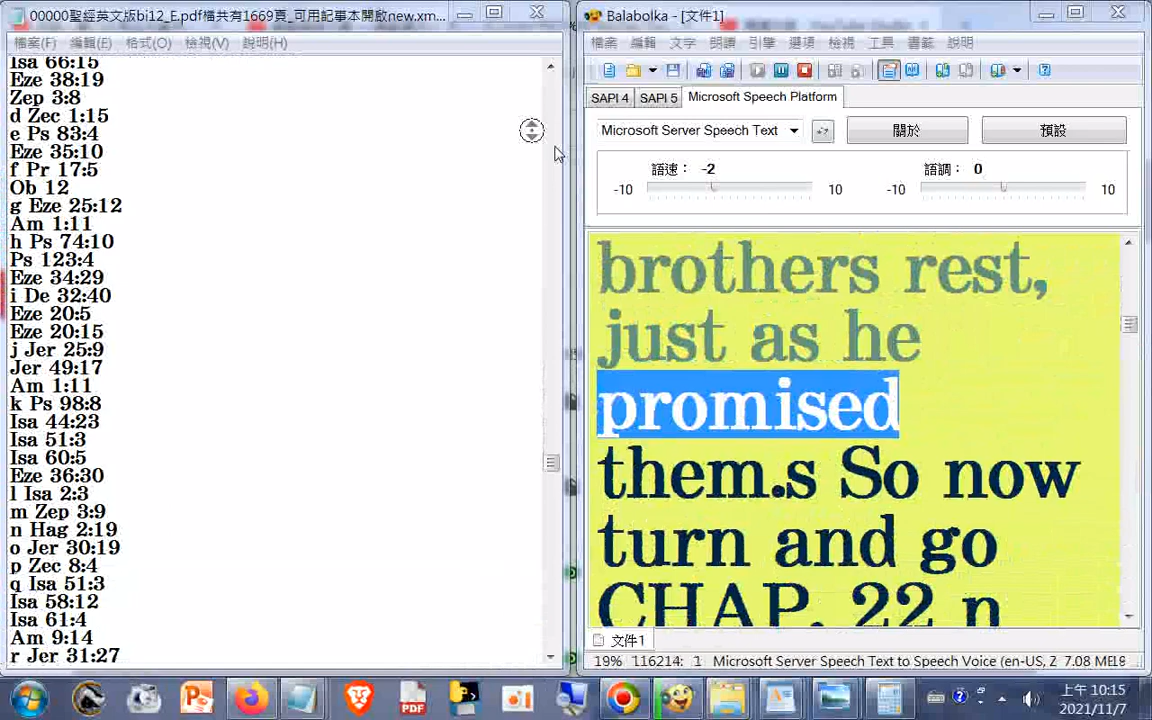 00000聖經英文版bi12_E.pdf檔共有1669頁_可用記事本開啟new.xm...
檔案(F) 編輯(E) 格式(O) 檢視(V) 說明(H)
Isa 66:15
Eze 38:19
Zep 3:8
d Zec 1:15
e Ps 83:4
Eze 35:10
f Pr 17:5
Ob 12
g Eze 25:12
Am 1:11
h Ps 74:10
Ps 123:4
Eze 34:29
i De 32:40
Eze 20:5
Eze 20:15
j Jer 25:9
Jer 49:17
Am 1:11
k Ps 98:8
Isa 44:23
Isa 51:3
Isa 60:5
Eze 36:30
l Isa 2:3
m Zep 3:9
n Hag 2:19
o Jer 30:19
p Zec 8:4
q Isa 51:3
Isa 58:12
Isa 61:4
Am 9:14
r Jer 31:27
Balabolka - [文件1]
檔案 編輯 文字 朗讀 引擎 選項 檢視 工具 書籤 說明
SAPI 4 SAPI 5 Microsoft Speech Platform
Microsoft Server Speech Text 關於 預設
語速： -2 語調： 0
-10 10 -10 10
brothers rest,
just as he
promised
them.s So now
turn and go
CHAP. 22 n
文件1
19% 116214: 1 Microsoft Server Speech Text to Speech Voice (en-US, Z 7.08 ME18
PDF
上午 10:15
2021/11/7